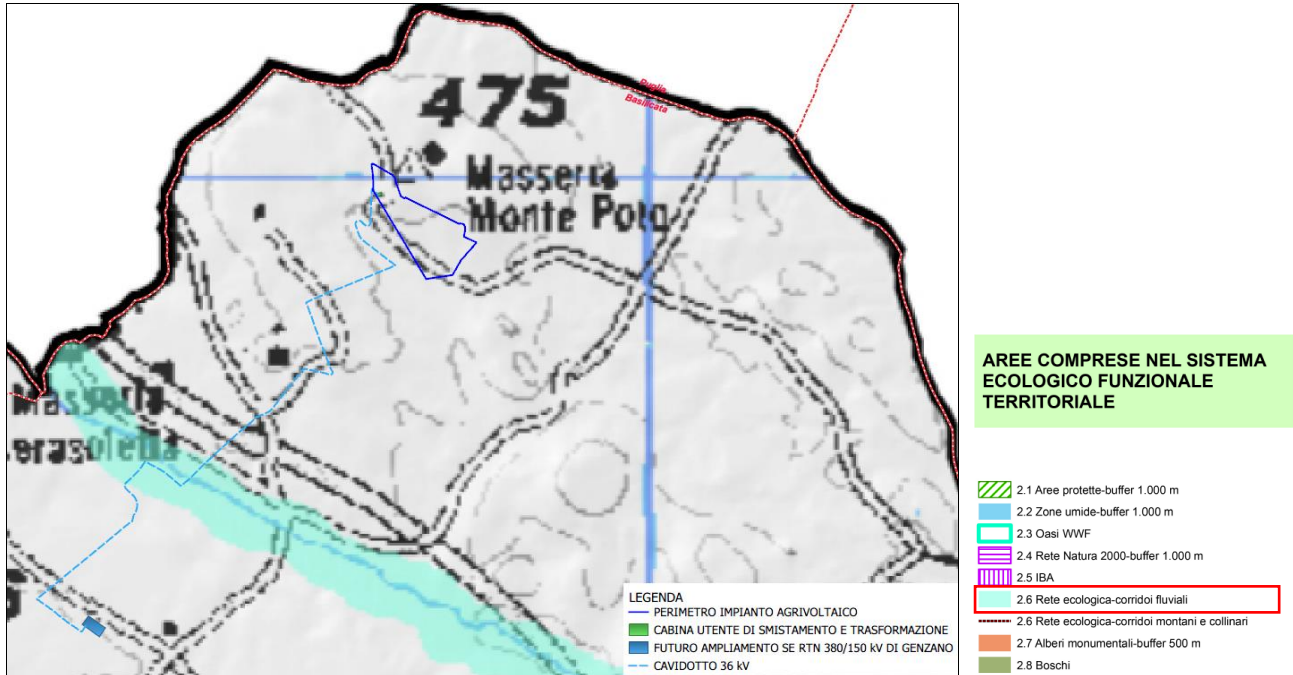 Puglia
Basilicata
475
Masseria
Monte Poto
Masseria
LEGENDA
PERIMETRO IMPIANTO AGRIVOLTAICO
CABINA UTENTE DI SMISTAMENTO E TRASFORMAZIONE
FUTURO AMPLIAMENTO SE RTN 380/150 kV DI GENZANO
CAVIDOTTO 36 kV
AREE COMPRESE NEL SISTEMA
ECOLOGICO FUNZIONALE
TERRITORIALE
2.1 Aree protette-buffer 1.000 m
2.2 Zone umide-buffer 1.000 m
2.3 Oasi WWF
2.4 Rete Natura 2000-buffer 1.000 m
2.5 IBA
2.6 Rete ecologica-corridoi fluviali
2.6 Rete ecologica-corridoi montani e collinari
2.7 Alberi monumentali-buffer 500 m
2.8 Boschi